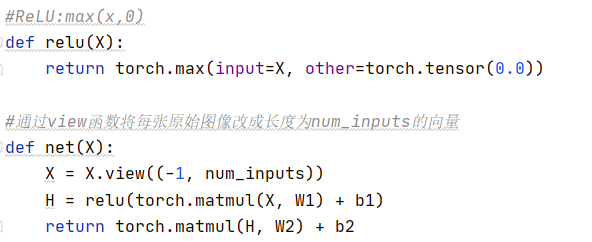 #ReLU:max(x,0)
def relu(X):
    return torch.max(input=X, other=torch.tensor(0.0))

#通过view函数将每张原始图像改成长度为num_inputs的向量
def net(X):
    X = X.view((-1, num_inputs))
    H = relu(torch.matmul(X, W1) + b1)
    return torch.matmul(H, W2) + b2